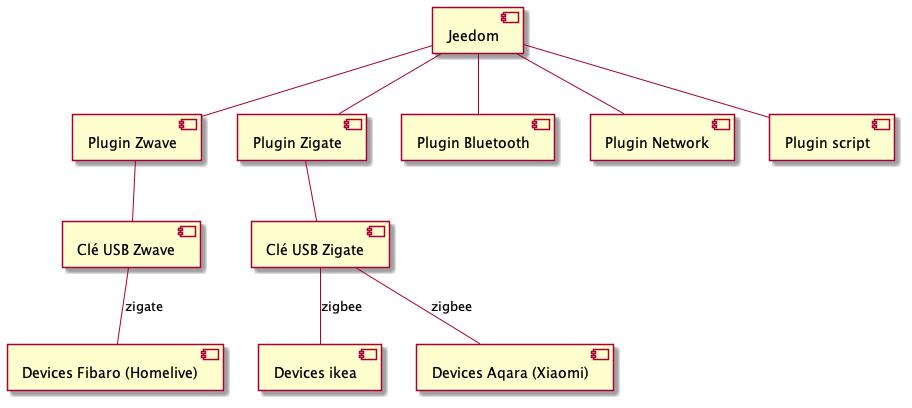 Jeedom
Plugin Zwave
Plugin Zigate
Plugin Bluetooth
Plugin Network
Plugin script
Clé USB Zwave
Clé USB Zigate
zigate
zigbee
zigbee
Devices Fibaro (Homelive)
Devices ikea
Devices Aqara (Xiaomi)